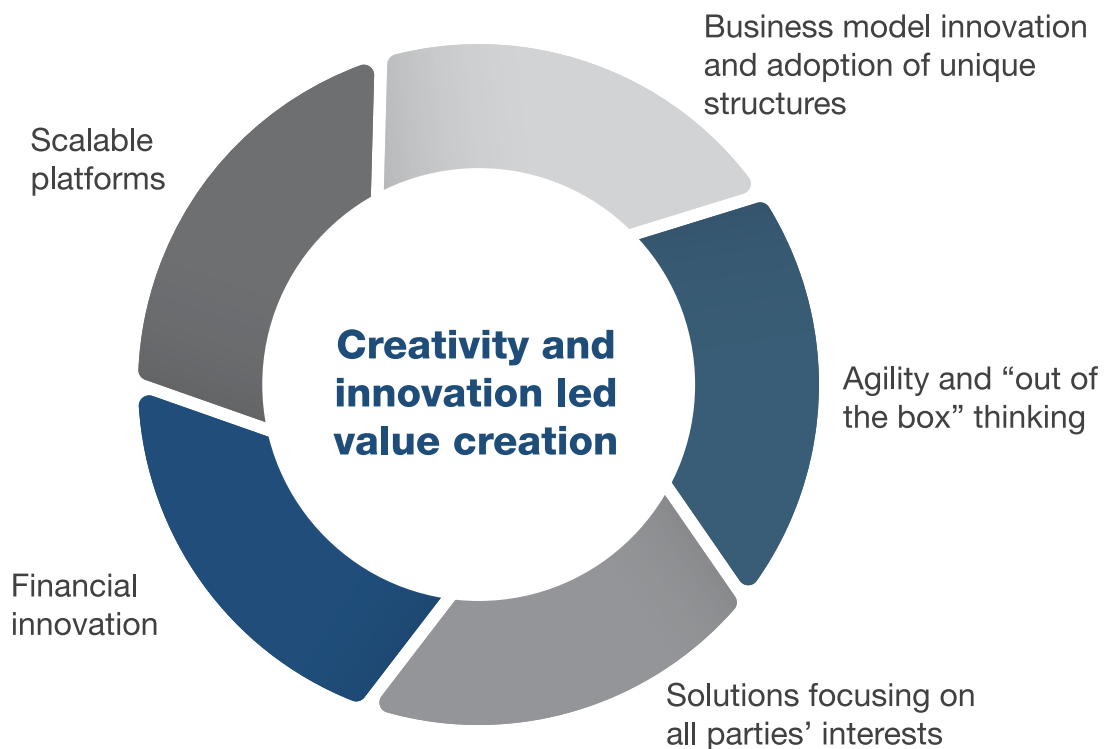 Business model innovation
and adoption of unique
structures
Scalable
platforms
Creativity and
innovation led
value creation
Agility and “out of
the box” thinking
Financial
innovation
Solutions focusing on
all parties’ interests